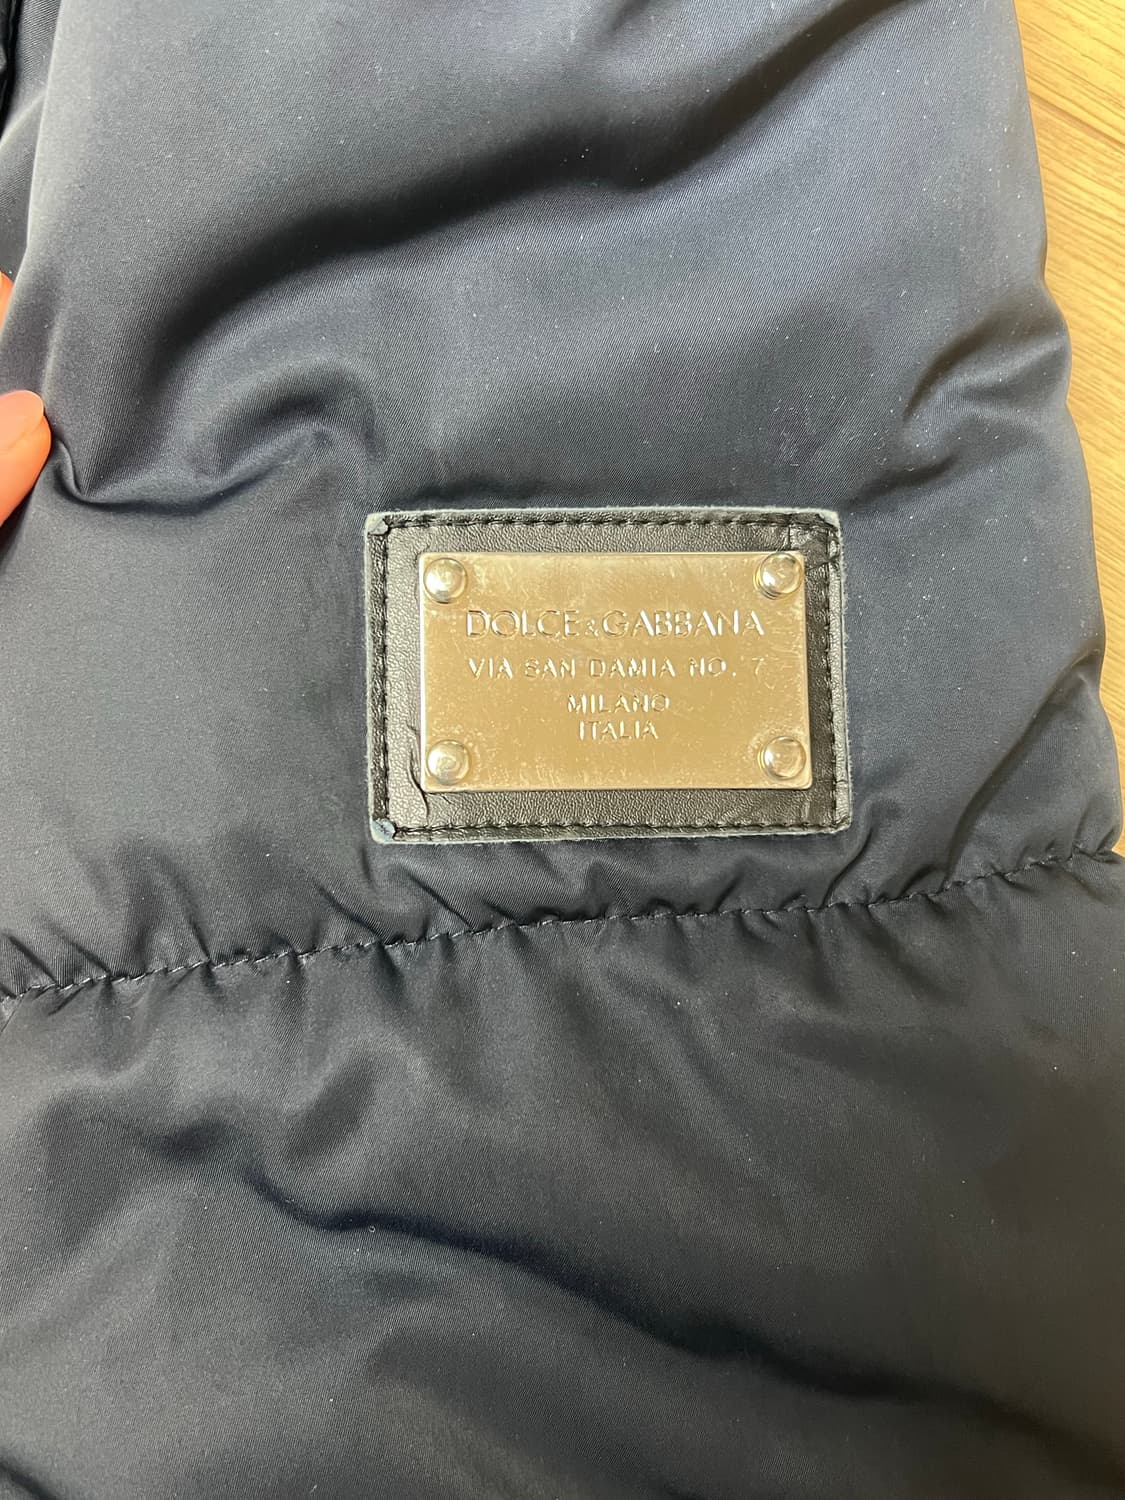 DOLCE&GABBANA
VIA SAN DAMIA NO. 7
MILANO
ITALIA